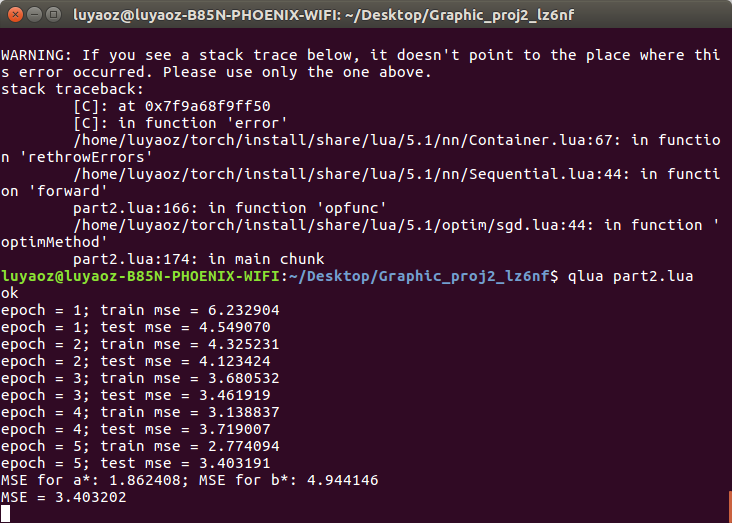 luyaoz@luyaoz-B85N-PHOENIX-WIFI: ~/Desktop/Graphic_proj2_lz6nf
WARNING: If you see a stack trace below, it doesn't point to the place where thi
s error occurred. Please use only the one above.
stack traceback:
        [C]: at 0x7f9a68f9ff50
        [C]: in function 'error'
        /home/luyaoz/torch/install/share/lua/5.1/nn/Container.lua:67: in functio
n 'rethrowErrors'
        /home/luyaoz/torch/install/share/lua/5.1/nn/Sequential.lua:44: in functi
on 'forward'
        part2.lua:166: in function 'opfunc'
        /home/luyaoz/torch/install/share/lua/5.1/optim/sgd.lua:44: in function '
optimMethod'
        part2.lua:174: in main chunk
luyaoz@luyaoz-B85N-PHOENIX-WIFI:~/Desktop/Graphic_proj2_lz6nf$ qlua part2.lua
ok
epoch = 1; train mse = 6.232904
epoch = 1; test mse = 4.549070
epoch = 2; train mse = 4.325231
epoch = 2; test mse = 4.123424
epoch = 3; train mse = 3.680532
epoch = 3; test mse = 3.461919
epoch = 4; train mse = 3.138837
epoch = 4; test mse = 3.719007
epoch = 5; train mse = 2.774094
epoch = 5; test mse = 3.403191
MSE for a*: 1.862408; MSE for b*: 4.944146
MSE = 3.403202